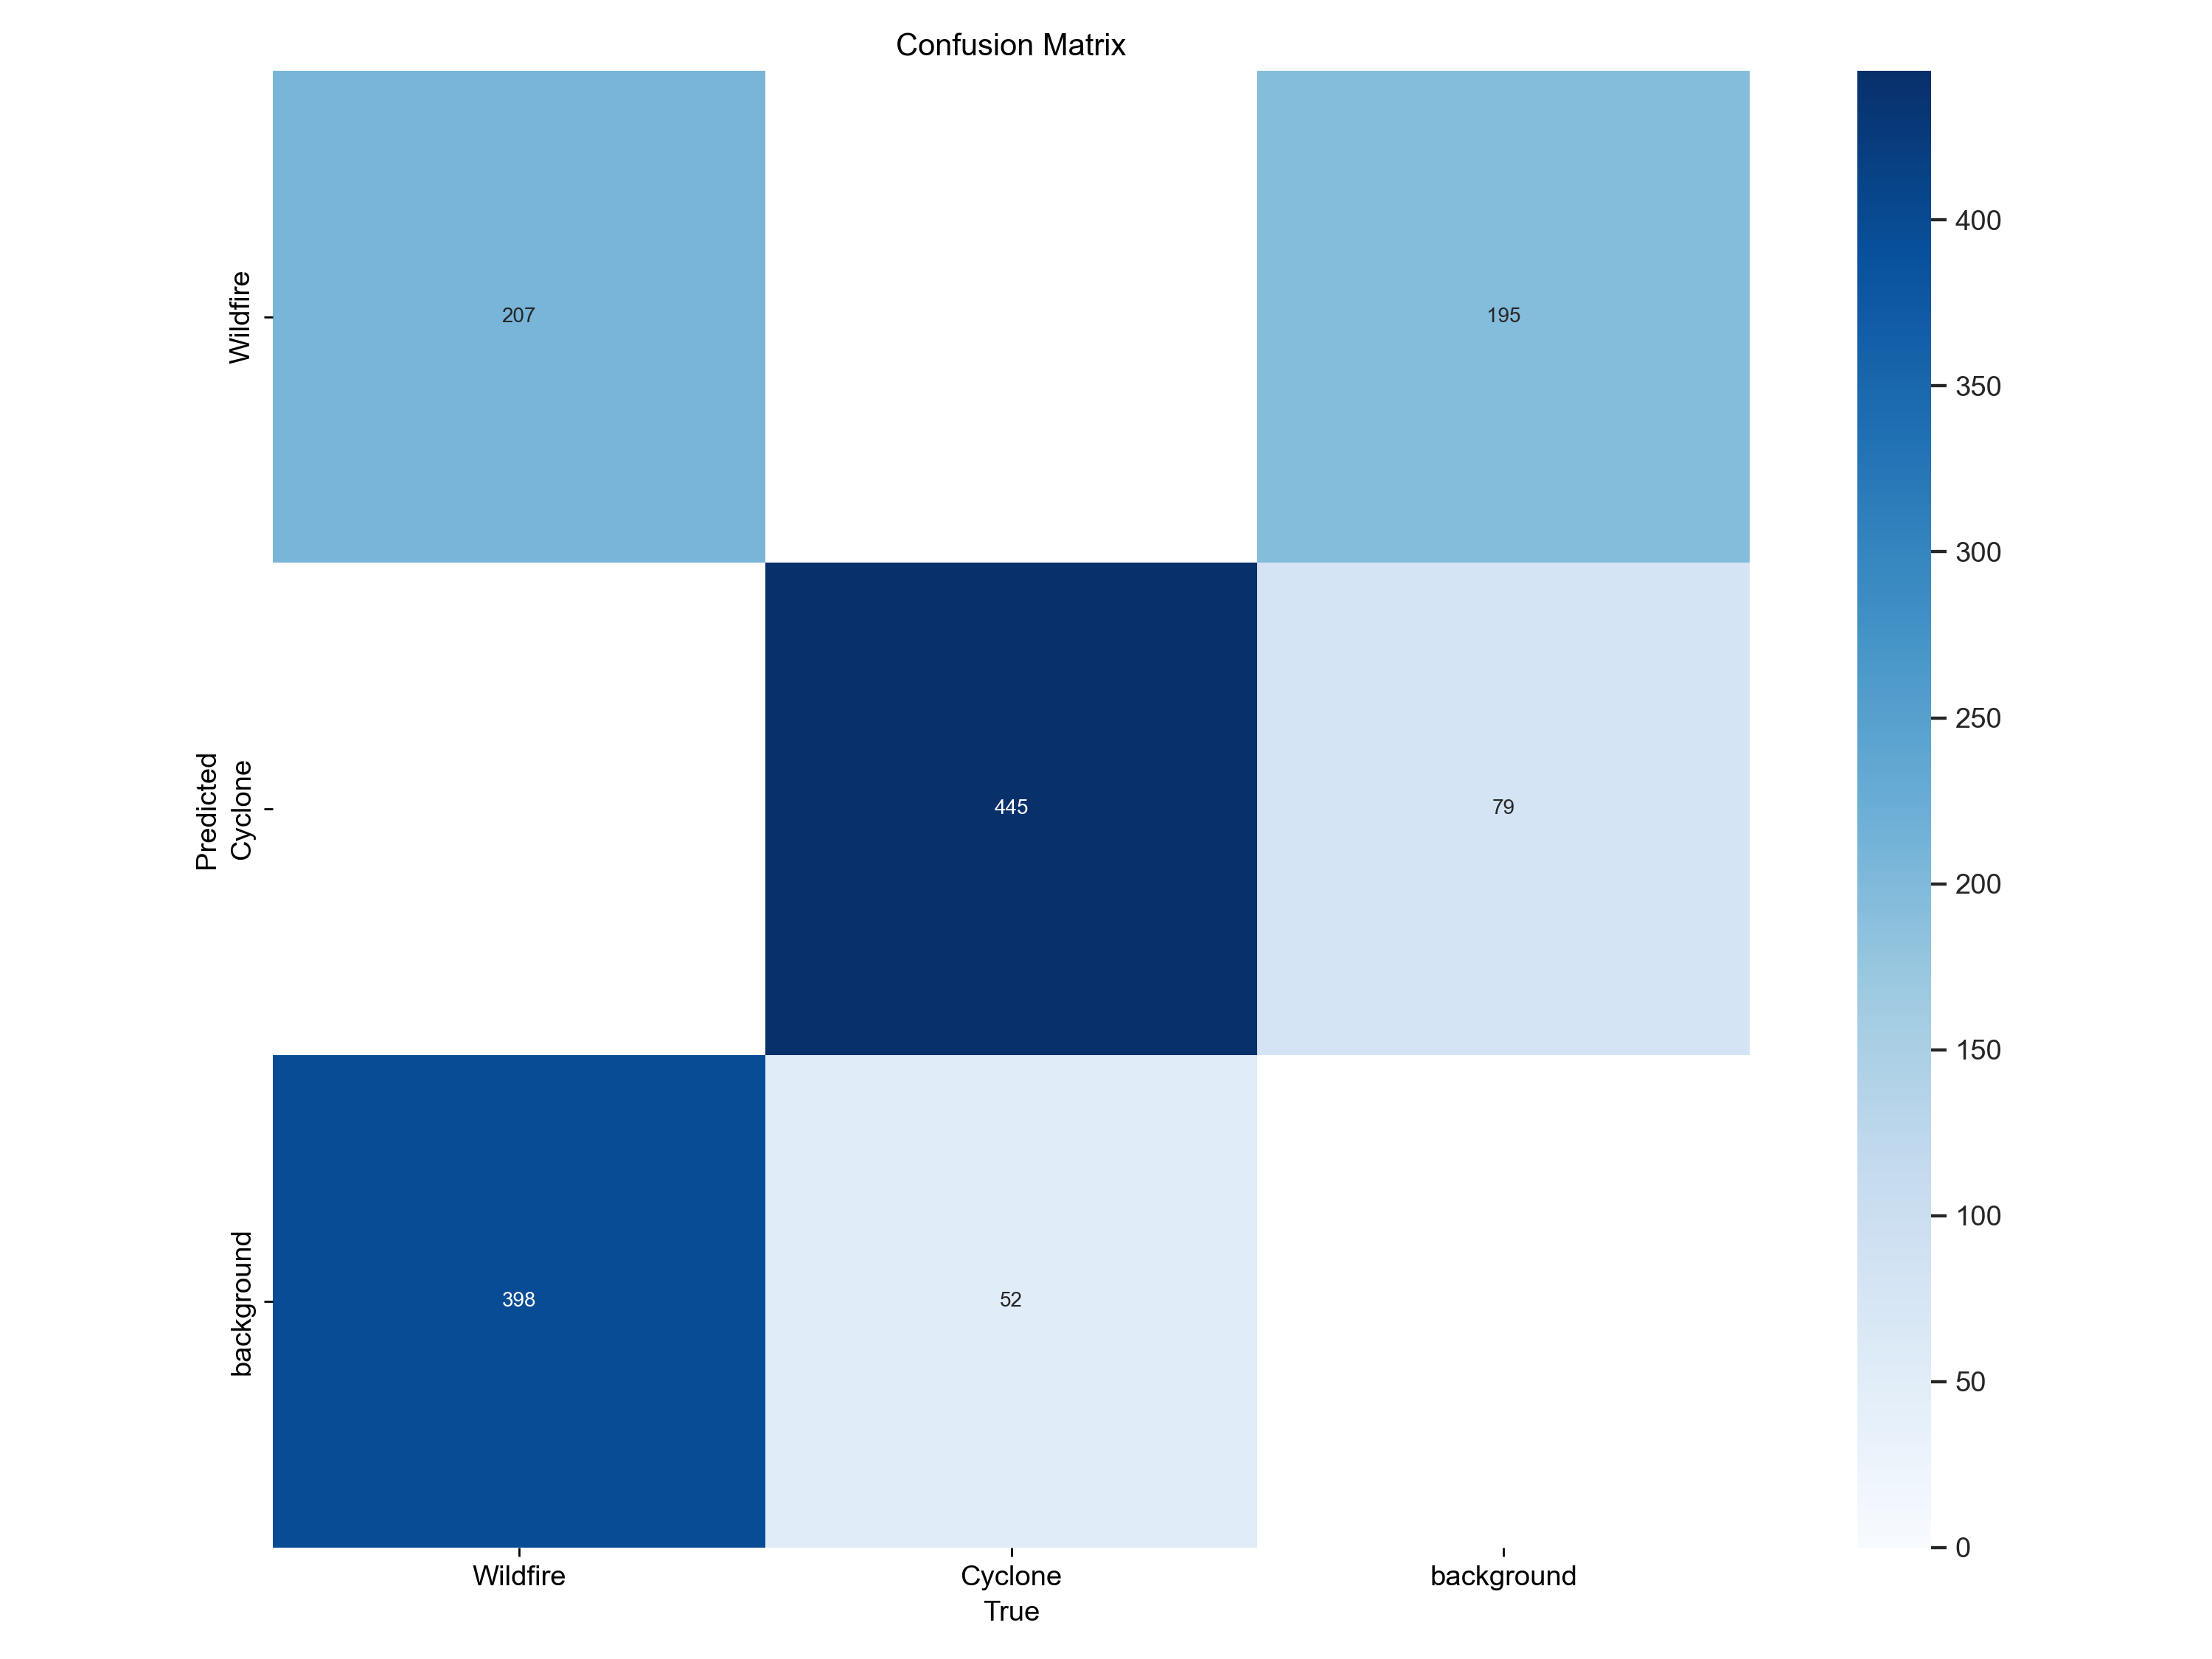 Confusion Matrix
Wildfire
207
195
400
350
300
250
200
150
100
50
0
Predicted
Cyclone
445
79
background
398
52
Wildfire
Cyclone
background
True